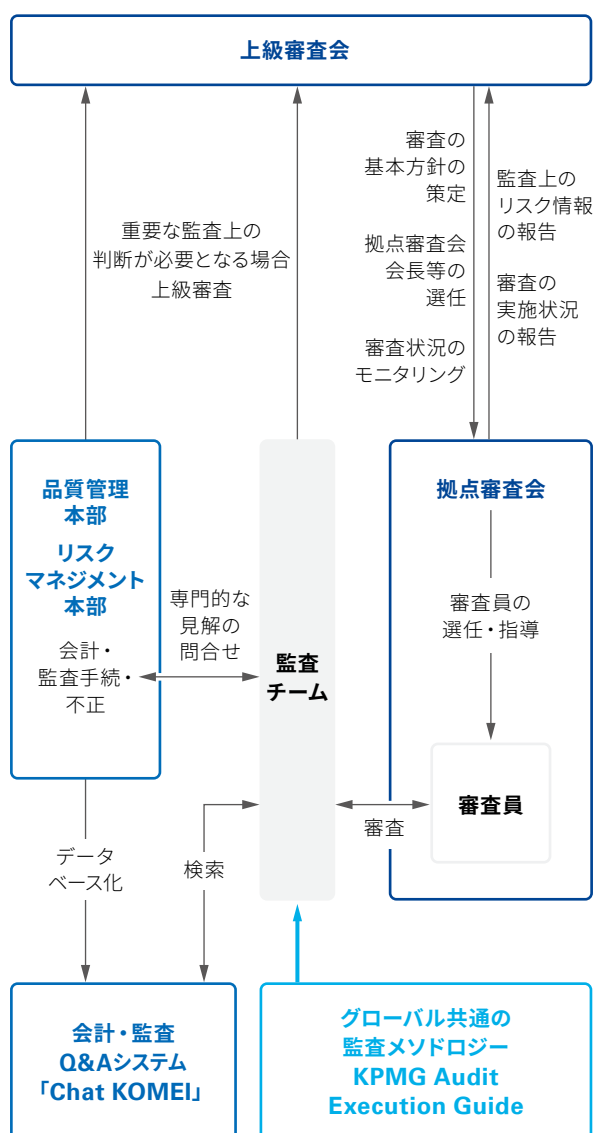 上級審査会
重要な監査上の
判断が必要となる場合
上級審査
審査の
基本方針の
策定
拠点審査会
会長等の
選任
審査状況の
モニタリング
監査上の
リスク情報
の報告
審査の
実施状況
の報告
品質管理
本部
リスク
マネジメント
本部
会計・
監査手続・
不正
専門的な
見解の
問合せ
監査
チーム
拠点審査会
審査員の
選任・指導
審査員
審査
データ
ベース化
検索
会計・監査
Q&Aシステム
「Chat KOMEI」
グローバル共通の
監査メソドロジー
KPMG Audit
Execution Guide